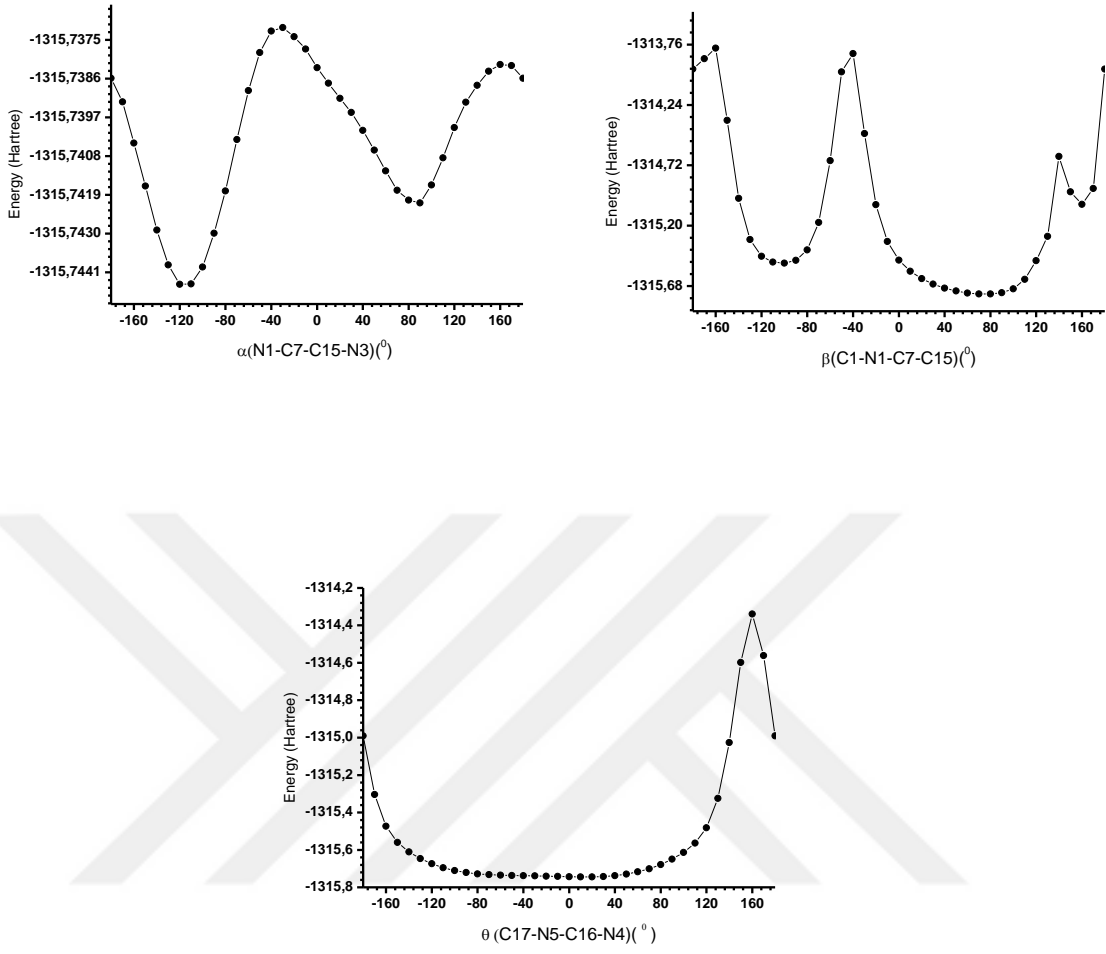 -1315,7375
-1315,7386
-1315,7397
-1315,7408
-1315,7419
-1315,7430
-1315,7441
Energy (Hartree)
-160 -120 -80 -40 0 40 80 120 160
α(N1-C7-C15-N3)(⁰)
-1313,76
-1314,24
-1314,72
-1315,20
-1315,68
Energy (Hartree)
-160 -120 -80 -40 0 40 80 120 160
β(C1-N1-C7-C15)(⁰)
-1314,2
-1314,4
-1314,6
-1314,8
-1315,0
-1315,2
-1315,4
-1315,6
-1315,8
Energy (Hartree)
-160 -120 -80 -40 0 40 80 120 160
θ (C17-N5-C16-N4)( ⁰ )